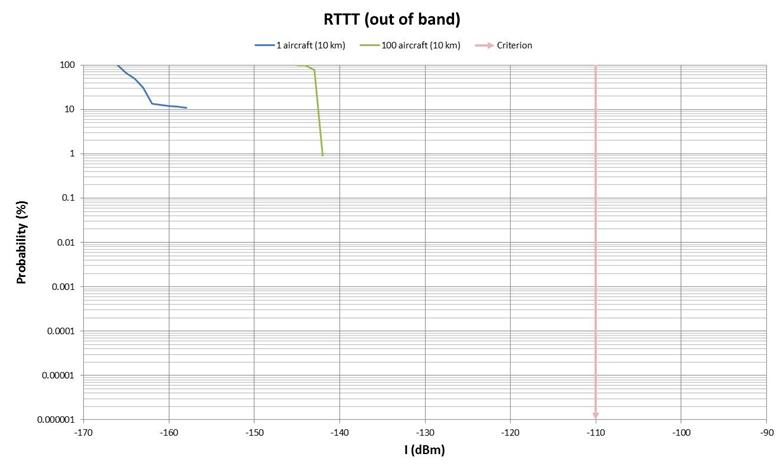 RTTT (out of band)
1 aircraft (10 km) 100 aircraft (10 km) Criterion
100
10
1
0.1
0.01
0.001
0.0001
0.00001
0.000001
Probability (%)
-170 -160 -150 -140 -130 -120 -110 -100 -90
I (dBm)